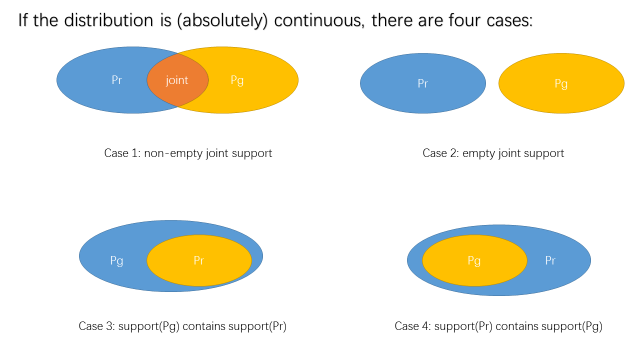 If the distribution is (absolutely) continuous, there are four cases:
Pr joint Pg
Pr Pg
Case 1: non-empty joint support
Case 2: empty joint support
Pg Pr
Pg Pr
Case 3: support(Pg) contains support(Pr)
Case 4: support(Pr) contains support(Pg)